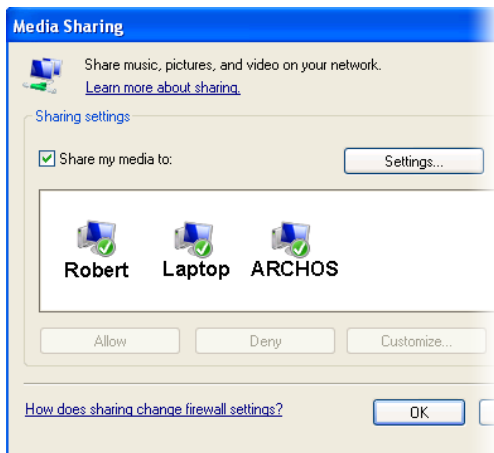 Media Sharing
Share music, pictures, and video on your network.
Learn more about sharing.
Sharing settings
Share my media to:
Settings...
Robert Laptop ARCHOS
Allow Deny Customize...
How does sharing change firewall settings?
OK